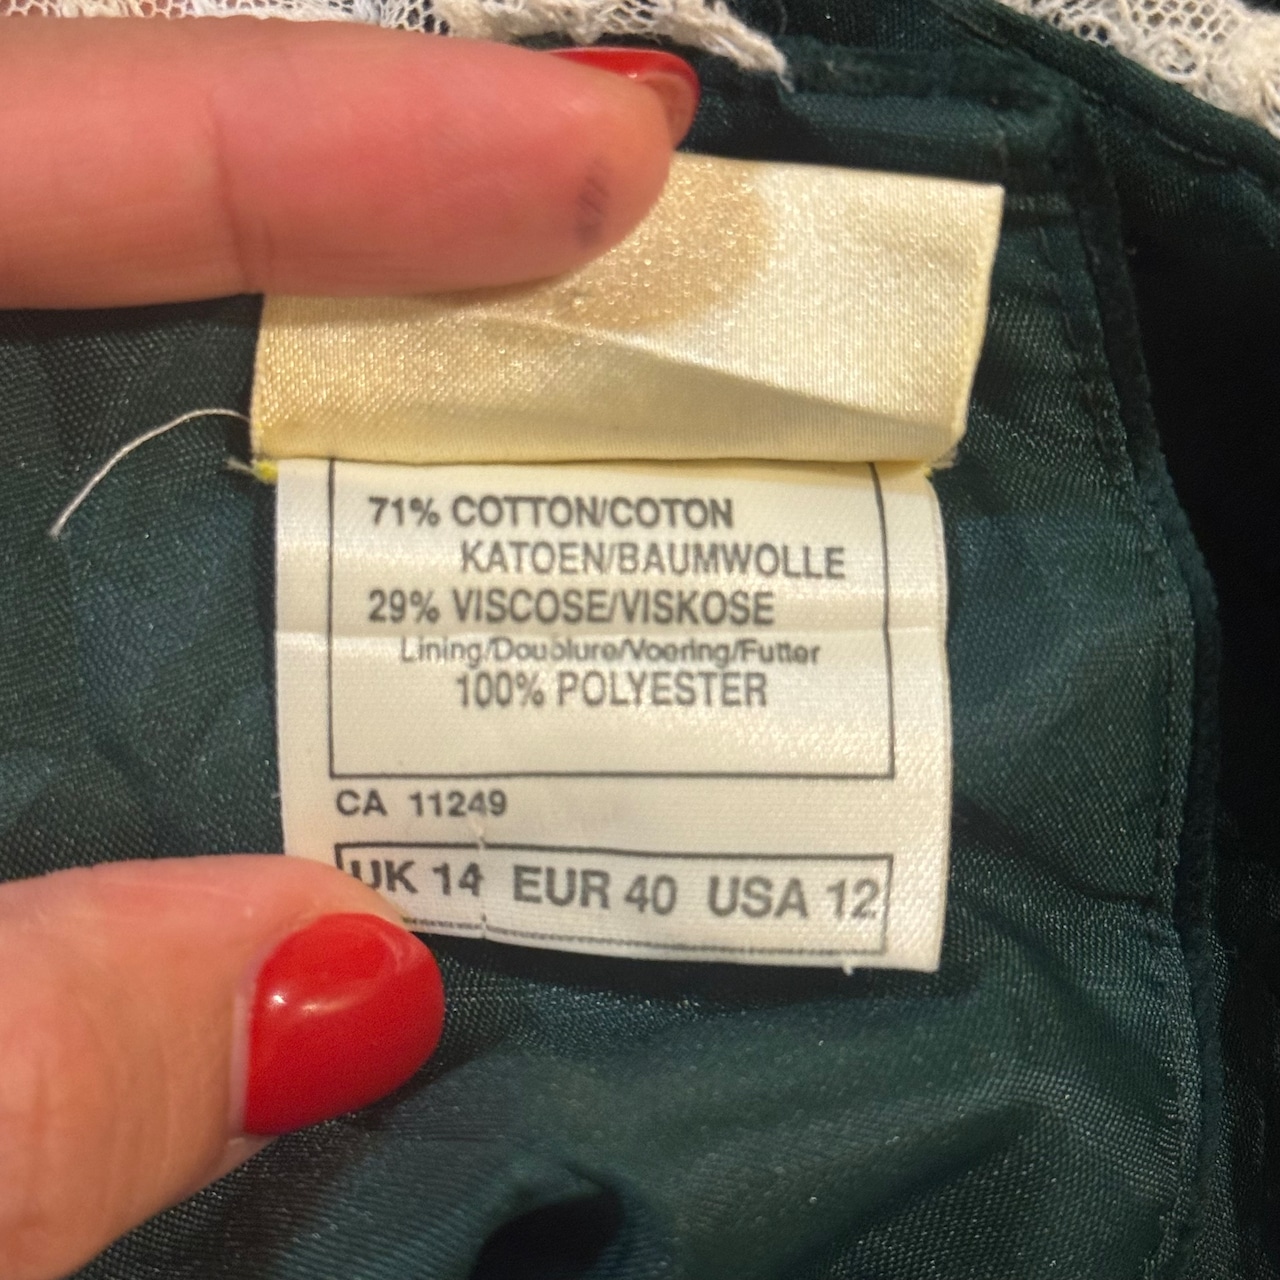 71% COTTON/COTON
KATOEN/BAUMWOLLE
29% VISCOSE/VISKOSE
Lining/Doublure/Voering/Futter
100% POLYESTER
CA 11249
UK 14 EUR 40 USA 12